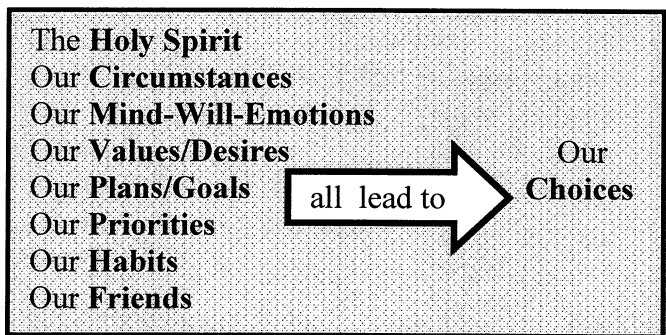 The Holy Spirit
Our Circumstances
Our Mind-Will-Emotions
Our Values/Desires
Our Plans/Goals
Our Priorities
Our Habits
Our Friends
all lead to
Our
Choices